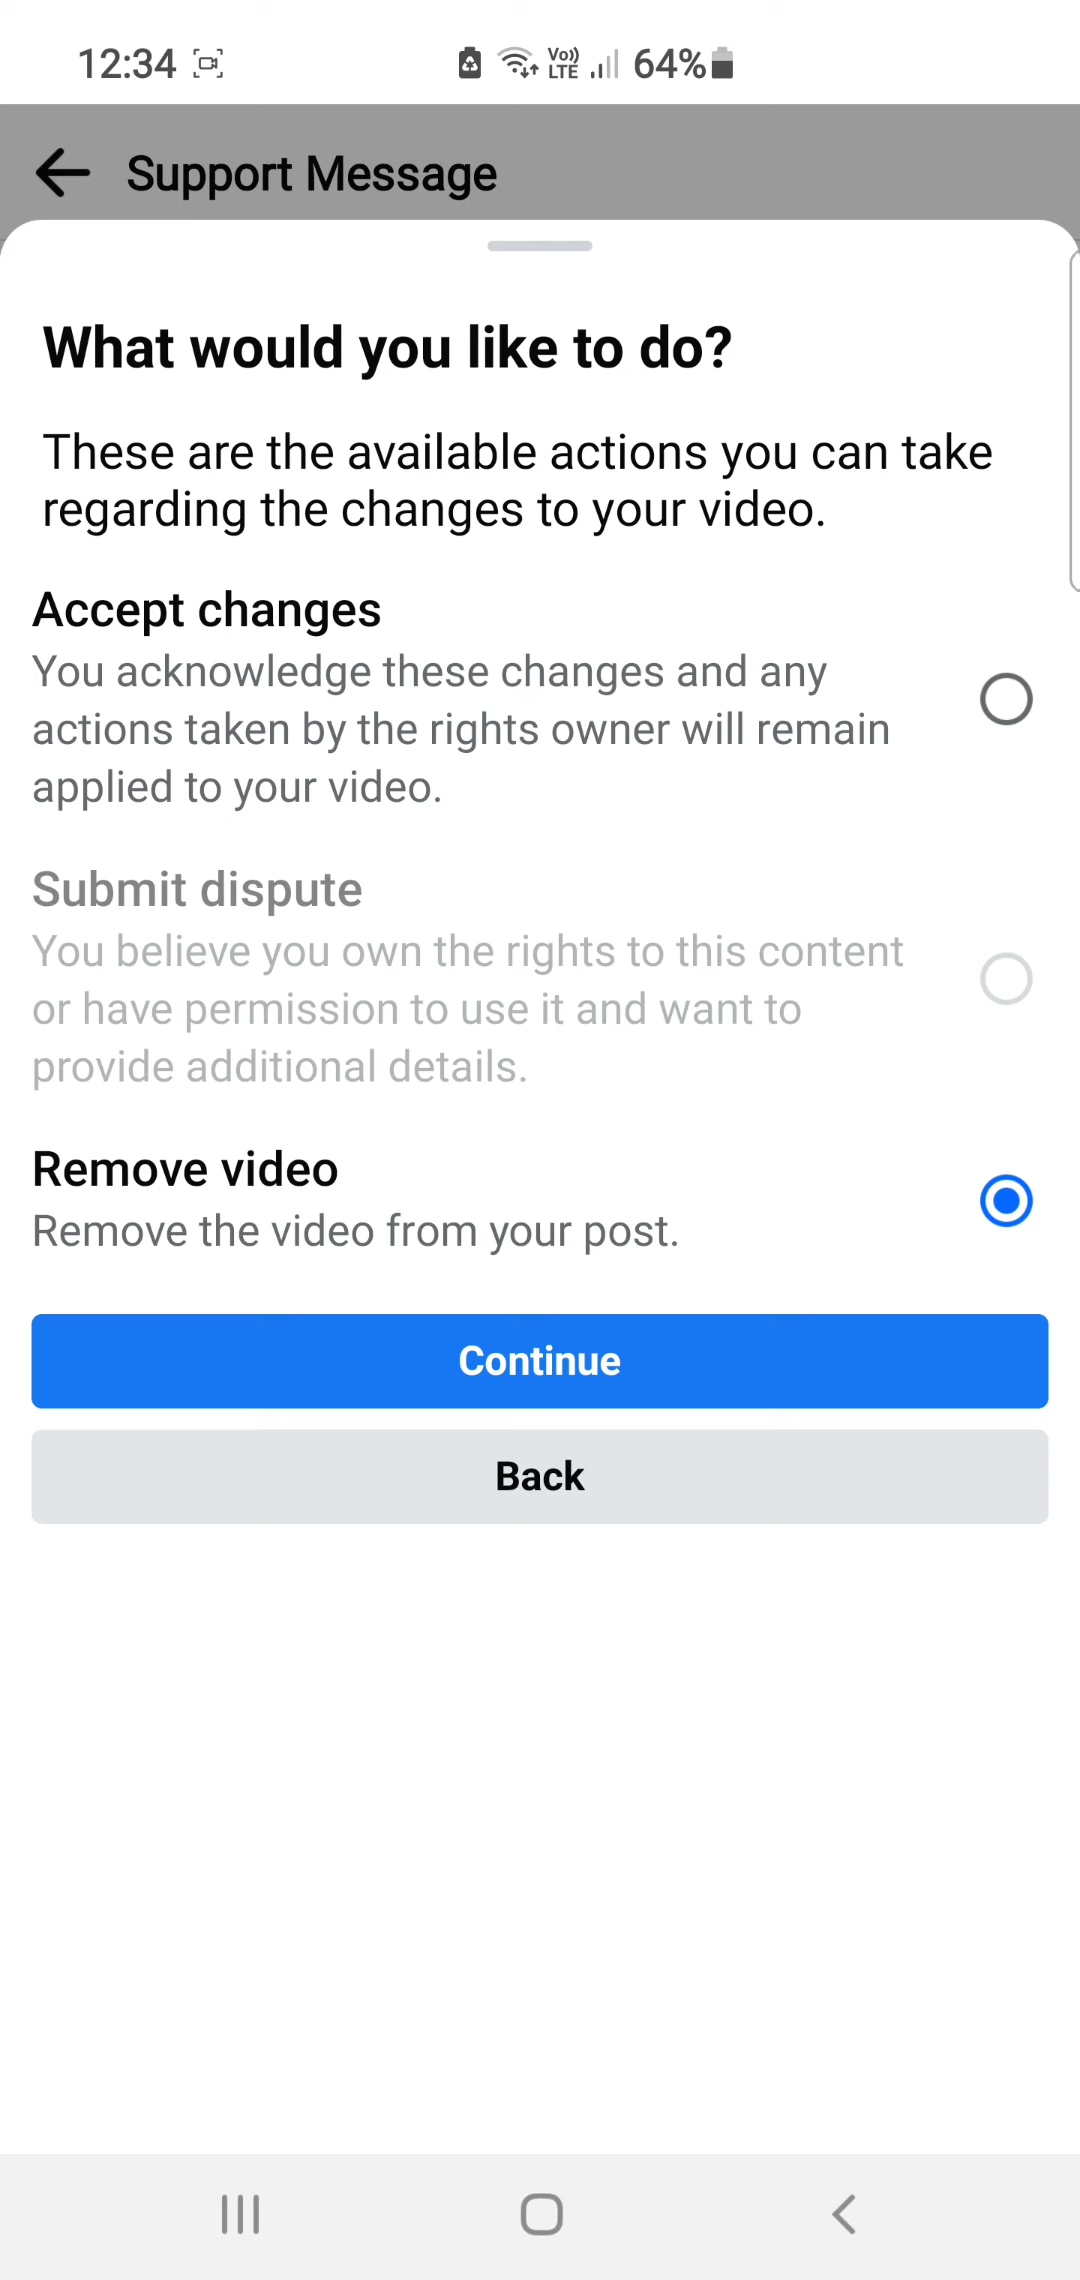 12:34
Vo))
LTE
64%
Support Message
What would you like to do?
These are the available actions you can take
regarding the changes to your video.
Accept changes
You acknowledge these changes and any
actions taken by the rights owner will remain
applied to your video.
Submit dispute
You believe you own the rights to this content
or have permission to use it and want to
provide additional details.
Remove video
Remove the video from your post.
Continue
Back